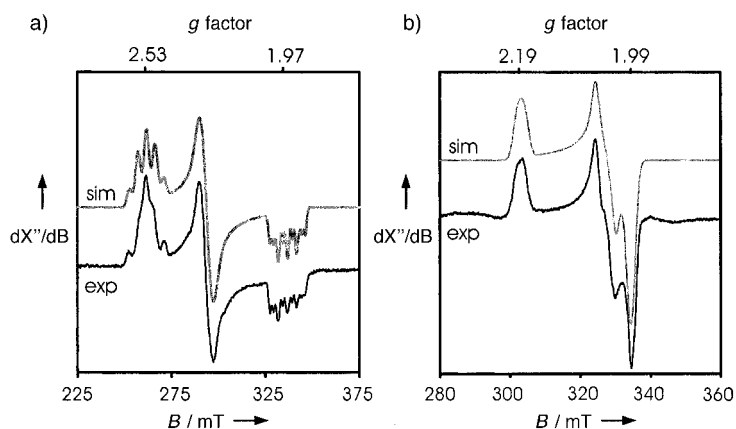 a)
g factor
2.53 1.97
sim
exp
dX"/dB
225 275 325 375
B / mT
b)
g factor
2.19 1.99
sim
exp
dX"/dB
280 300 320 340 360
B / mT